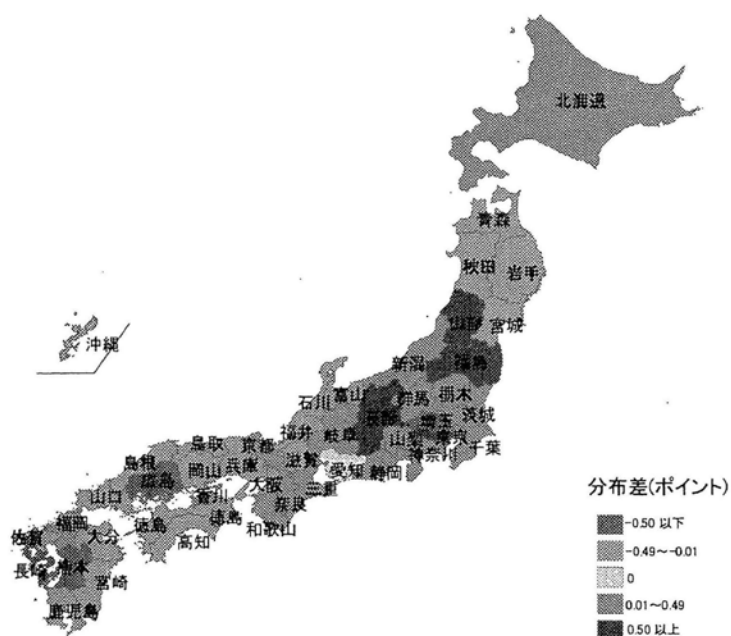 北海道
青森
秋田
岩手
山形
宮城
沖縄
新潟
福島
石川
富山
群馬
栃木
長野
茨城
福井
岐阜
埼玉
鳥取
京都
山梨
東京
千葉
島根
岡山
兵庫
滋賀
神奈川
広島
愛知
静岡
山口
香川
大阪
三重
分布差(ポイント)
福岡
徳島
奈良
佐賀
大分
徳島
和歌山
-0.50 以下
高知
-0.49～-0.01
長崎
熊本
宮崎
0
鹿児島
0.01～0.49
0.50 以上